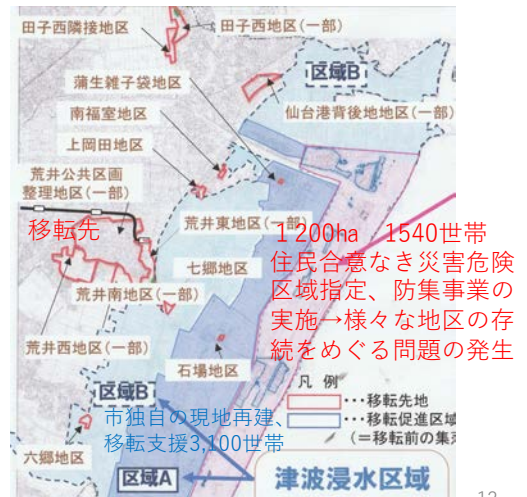 田子西隣接地区
田子西地区(一部)
区域B
蒲生雑子袋地区
仙台港背後地地区(一部)
南福室地区
上岡田地区
荒井公共区画
整理地区(一部)
移転先
荒井東地区(一部)
1200ha 1540世帯
住民合意なき災害危険
区域指定、防集事業の
実施→様々な地区の存
続をめぐる問題の発生
七郷地区
荒井南地区(一部)
荒井西地区(一部)
石場地区
凡 例
・・・移転先地
・・・移転促進区域
(=移転前の集
区域B
市独自の現地再建、
移転支援3,100世帯
六郷地区
区域A
津波浸水区域